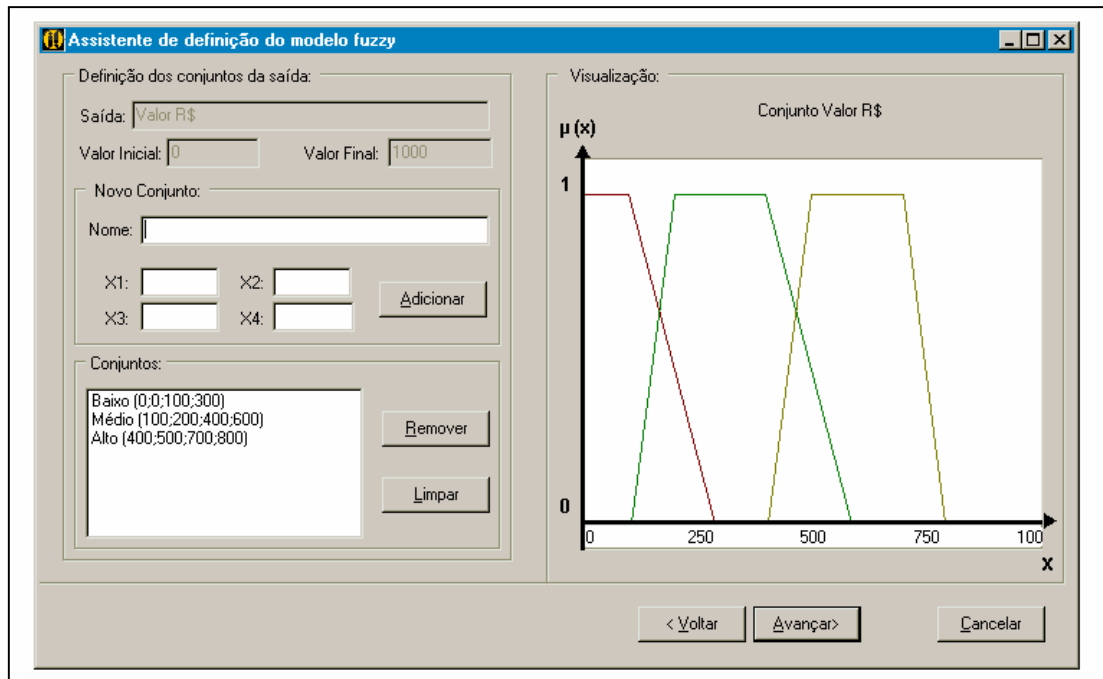 Assistente de definição do modelo fuzzy
Definição dos conjuntos da saída:
Saída: Valor R$
Valor Inicial: 0 Valor Final: 1000
Novo Conjunto:
Nome:
X1: X2:
X3: X4:
Adicionar
Conjuntos:
Baixo (0;0;100;300)
Médio (100;200;400;600)
Alto (400;500;700;800)
Remover
Limpar
Visualização:
Conjunto Valor R$
μ (x)
1
0
0 250 500 750 100
x
< Voltar Avançar> Cancelar